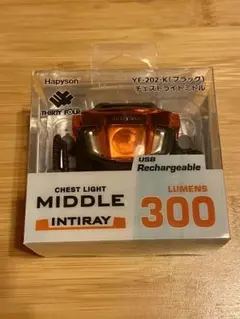 Hapyson
YF-202-K(ブラック)
チェストライトミドル
THIRTY FOUR
USB
Rechargeable
CHEST LIGHT
MIDDLE
INTIRAY
LUMENS
300